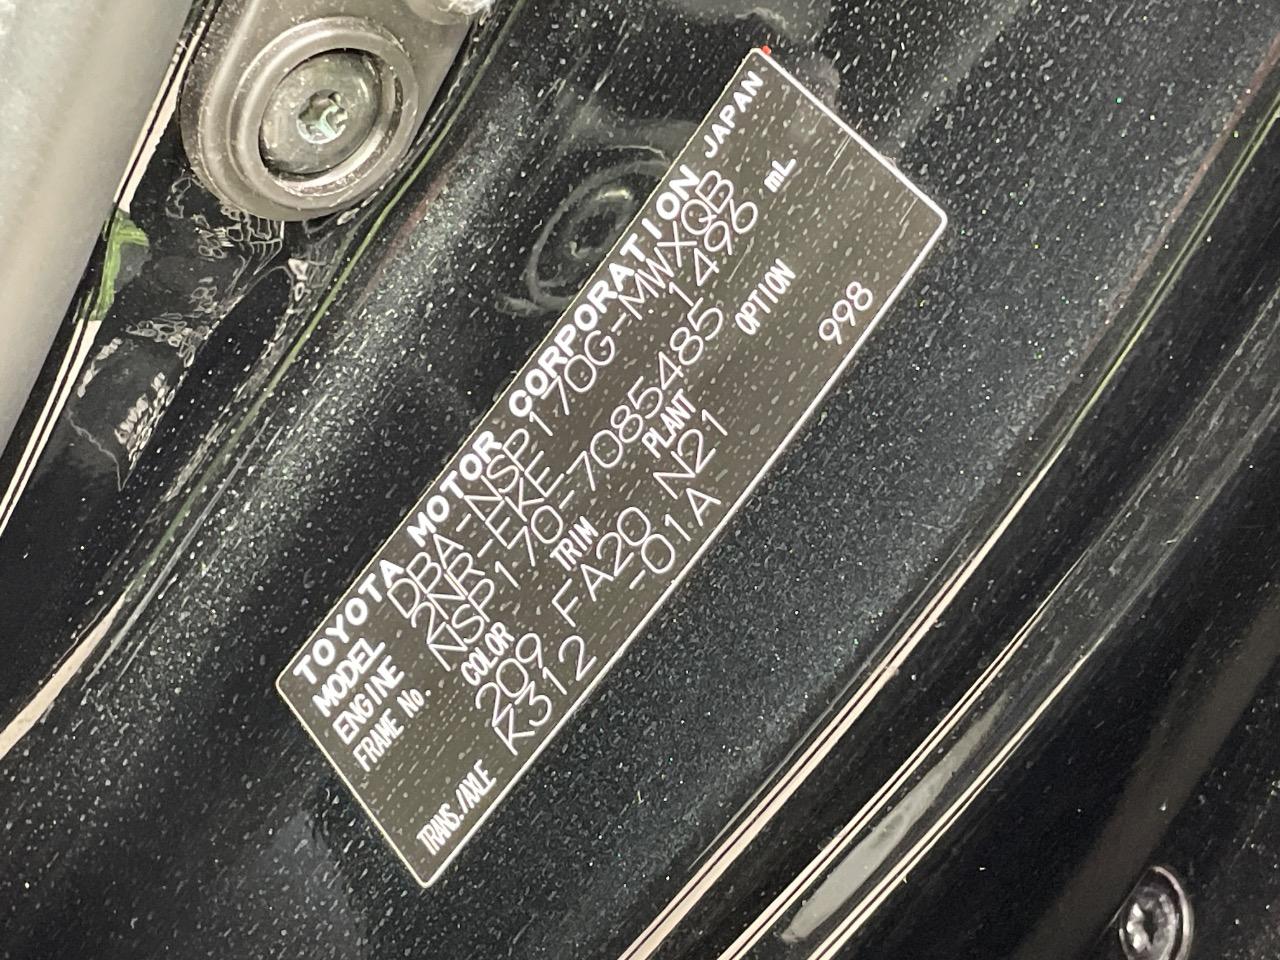 TOYOTA MOTOR CORPORATION JAPAN
MODEL DBA-NSP170G-MWXQB
ENGINE 2NR-FKE 1496 mL
FRAME No. NSP170-7085485
COLOR TRIM PLANT OPTION
209 FA20 N21 998
TRANS./AXLE K312 -01A